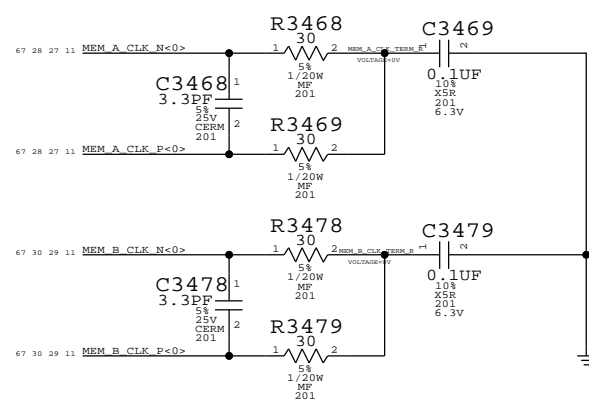 R3468
30
C3469
67 28 27 11 MEM_A_CLK_N<0>
1 2 MEM_A_CLK_TERM_R 1 2
VOLTAGE=0V
5%
1/20W
MF
201
0.1UF
10%
X5R
201
6.3V
C3468 1
3.3PF
5%
25V
CERM
201
2
R3469
30
67 28 27 11 MEM_A_CLK_P<0>
1 2
5%
1/20W
MF
201
R3478
30
C3479
67 30 29 11 MEM_B_CLK_N<0>
1 2 MEM_B_CLK_TERM_R 1 2
VOLTAGE=0V
5%
1/20W
MF
201
0.1UF
10%
X5R
201
6.3V
C3478 1
3.3PF
5%
25V
CERM
201
2
R3479
30
67 30 29 11 MEM_B_CLK_P<0>
1 2
5%
1/20W
MF
201